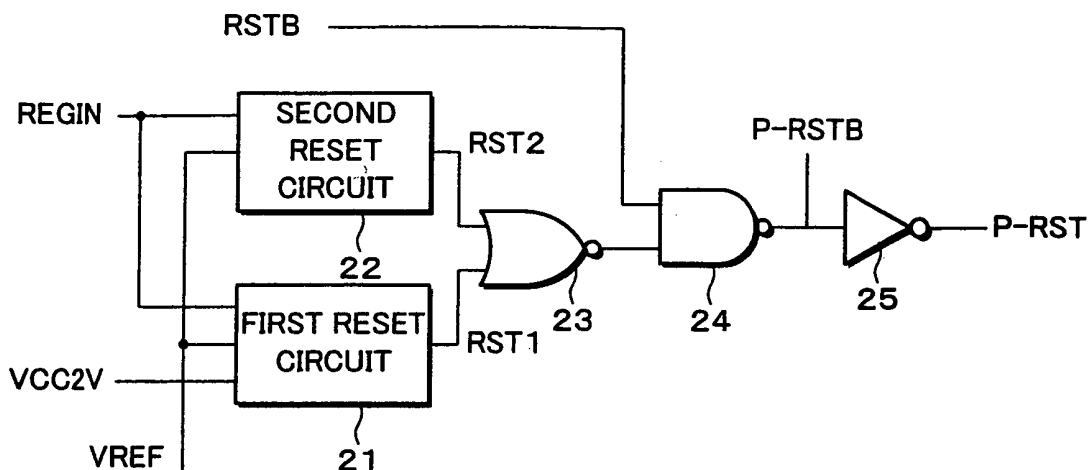 RSTB
REGIN
SECOND
RESET
CIRCUIT
RST2
P-RSTB
P-RST
22
23
24
25
FIRST RESET
CIRCUIT
RST1
VCC2V
VREF
21